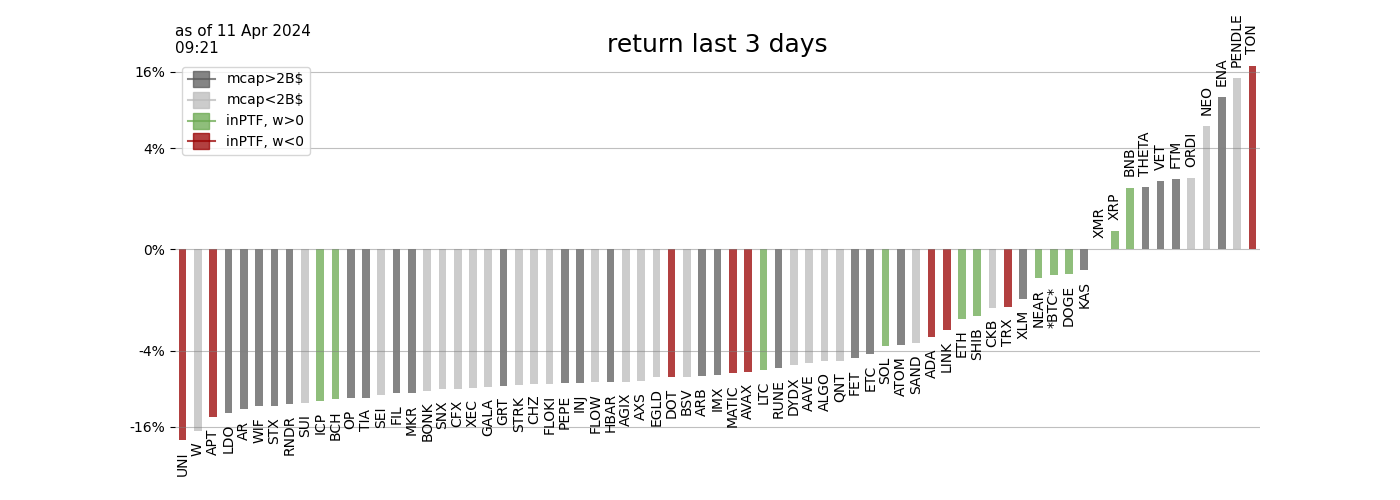 as of 11 Apr 2024
09:21
return last 3 days
mcap>2B$
mcap<2B$
inPTF, w>0
inPTF, w<0
16%
4%
0%
-4%
-16%
UNI
W
APT
LDO
AR
WIF
STX
RNDR
SUI
ICP
BCH
OP
TIA
SEI
FIL
MKR
BONK
SNX
CFX
XEC
GALA
GRT
STRK
CHZ
FLOKI
PEPE
INJ
FLOW
HBAR
AGIX
AXS
EGLD
DOT
BSV
ARB
IMX
MATIC
AVAX
LTC
RUNE
DYDX
AAVE
ALGO
QNT
FET
ETC
SOL
ATOM
SAND
ADA
LINK
ETH
SHIB
CKB
TRX
XLM
NEAR
*BTC*
DOGE
KAS
XMR
XRP
BNB
THETA
VET
FTM
ORDI
NEO
ENA
PENDLE
TON